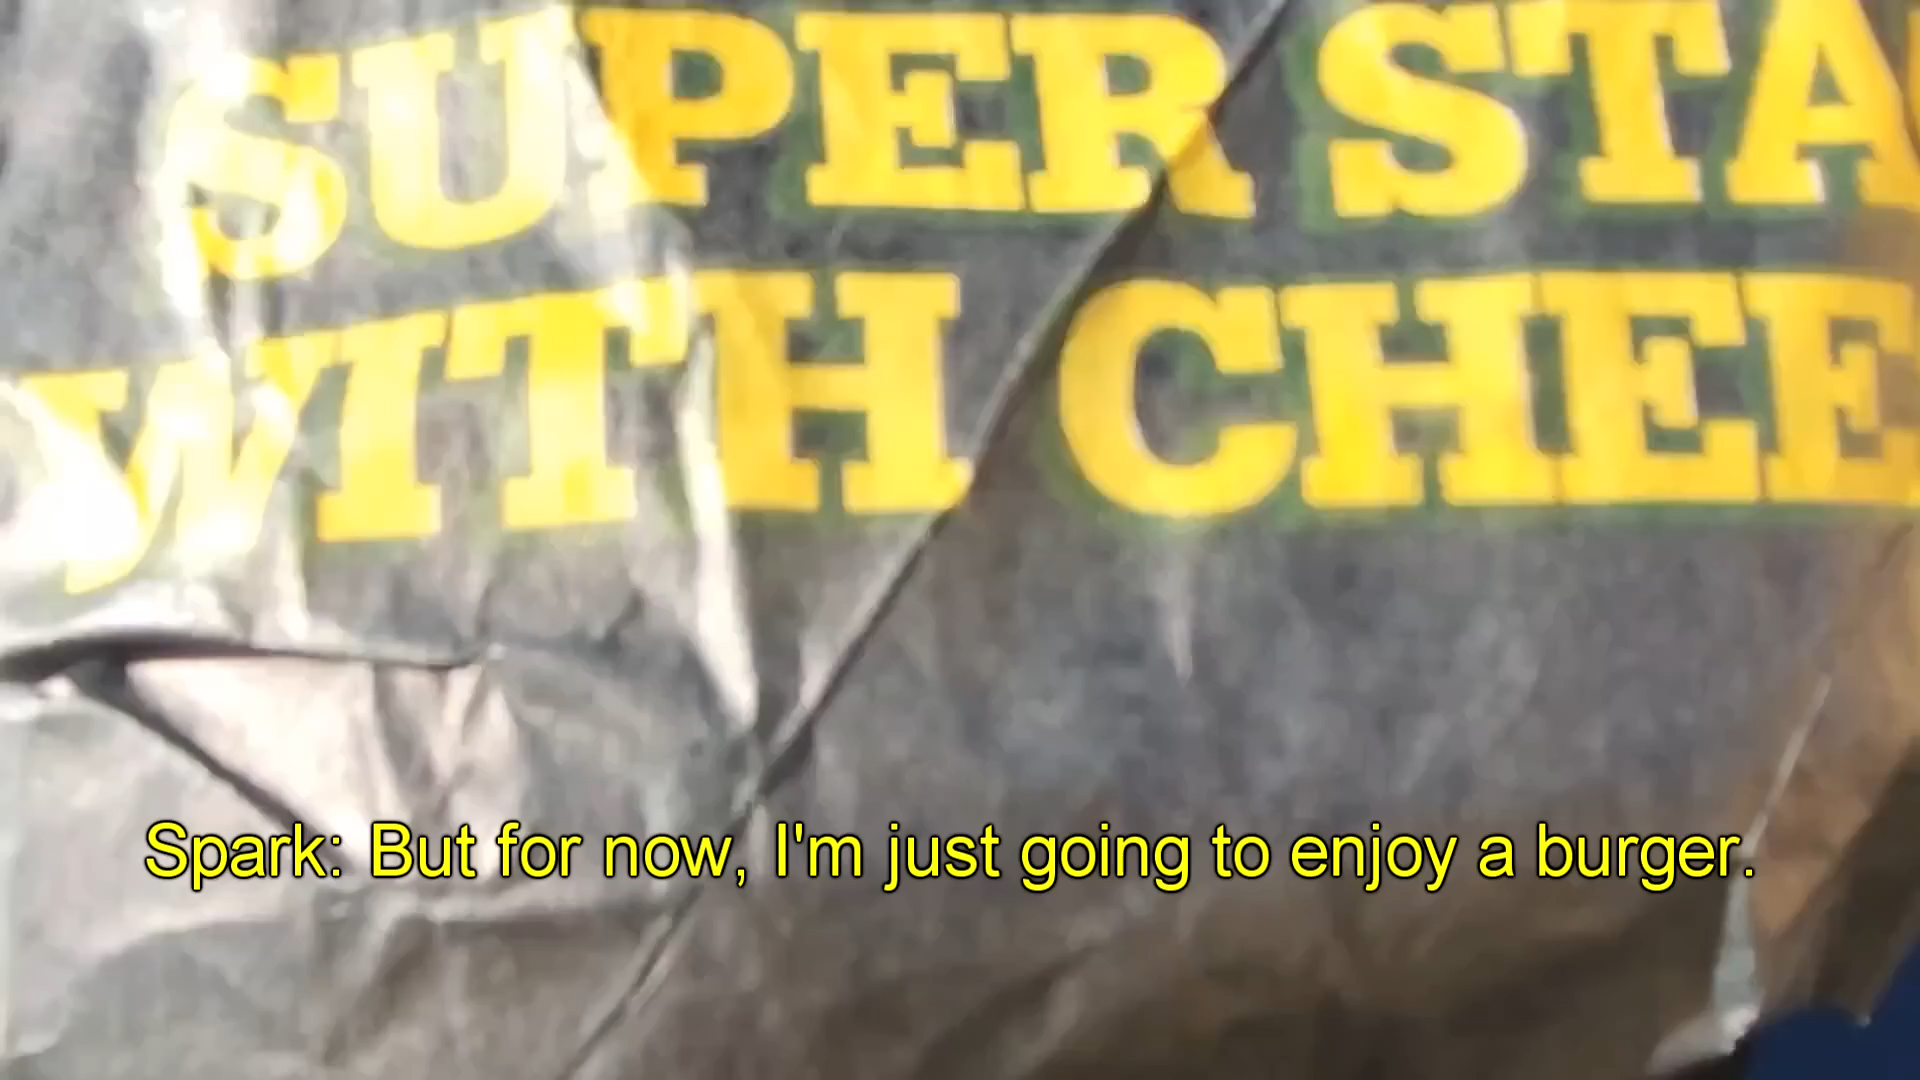 SUPER STA
WITH CHEE
Spark: But for now, I'm just going to enjoy a burger.